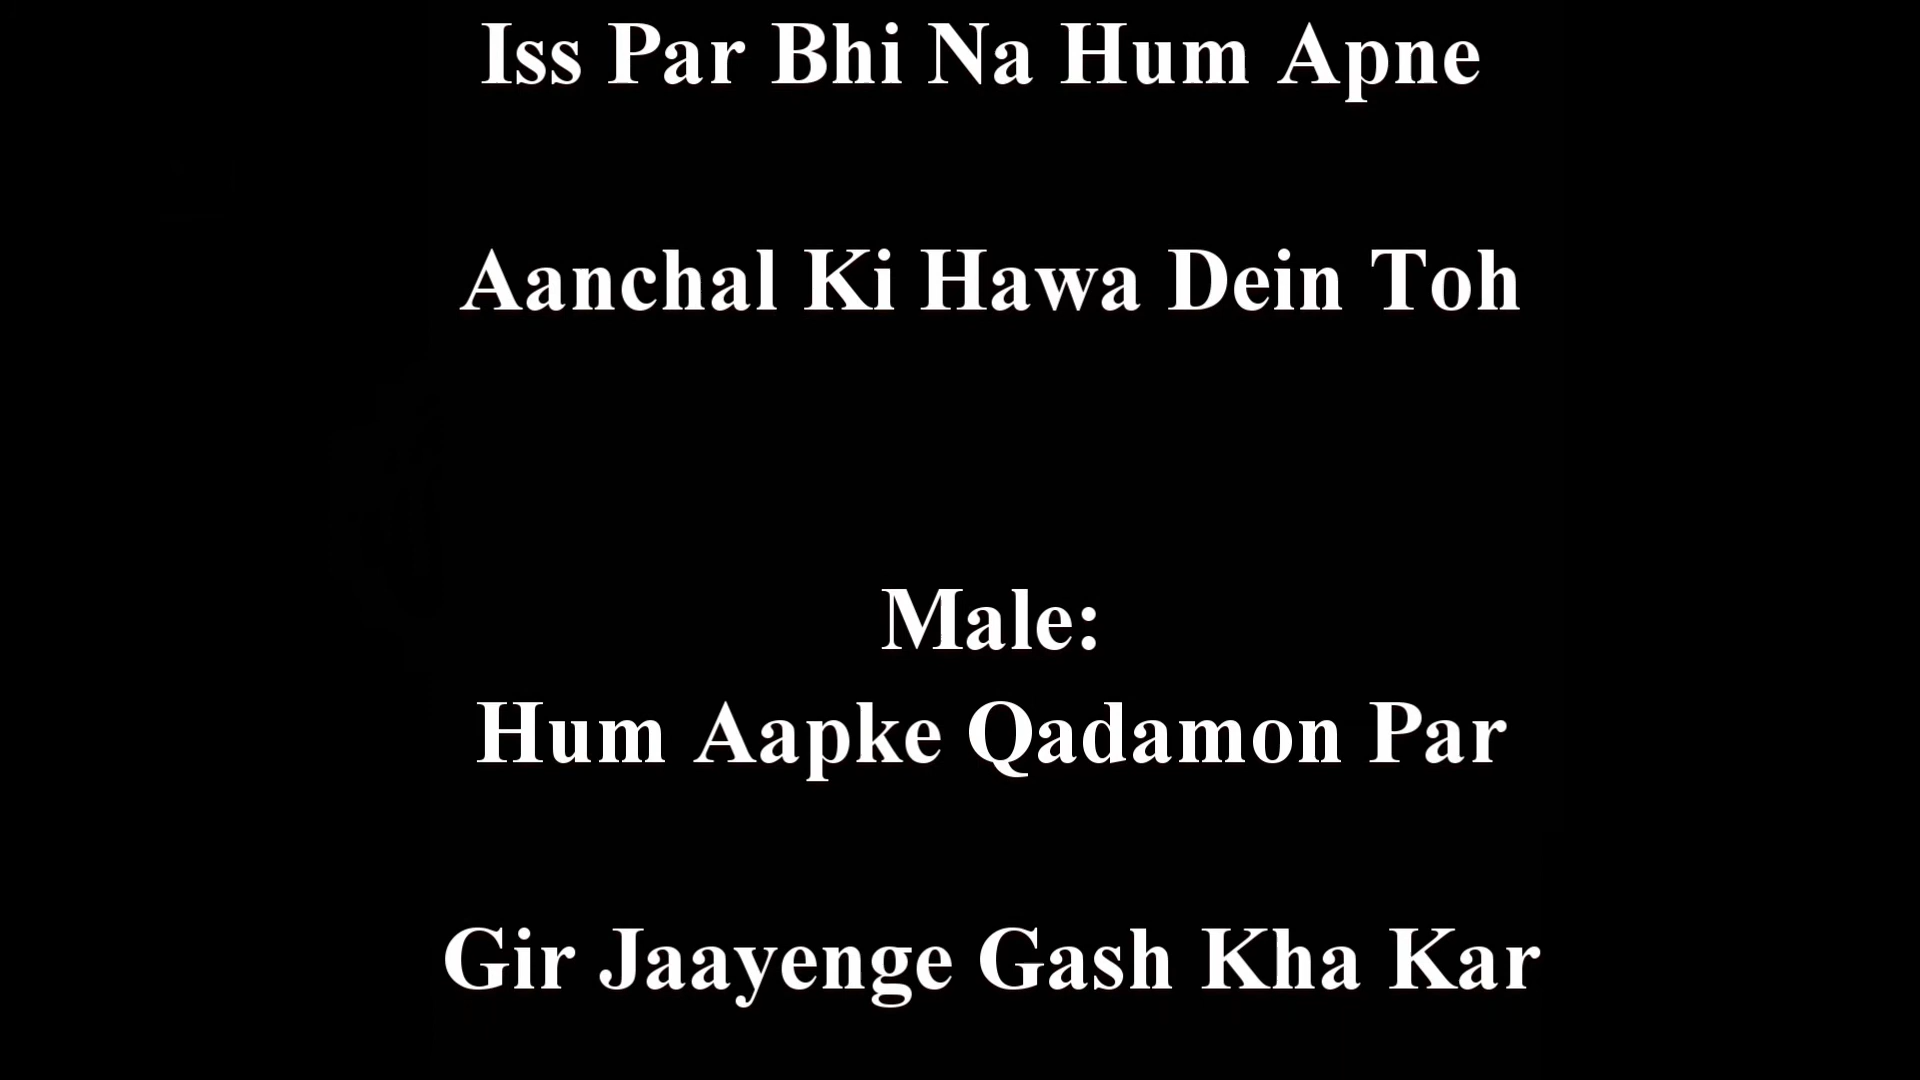 Iss Par Bhi Na Hum Apne
Aanchal Ki Hawa Dein Toh
Male:
Hum Aapke Qadamon Par
Gir Jaayenge Gash Kha Kar